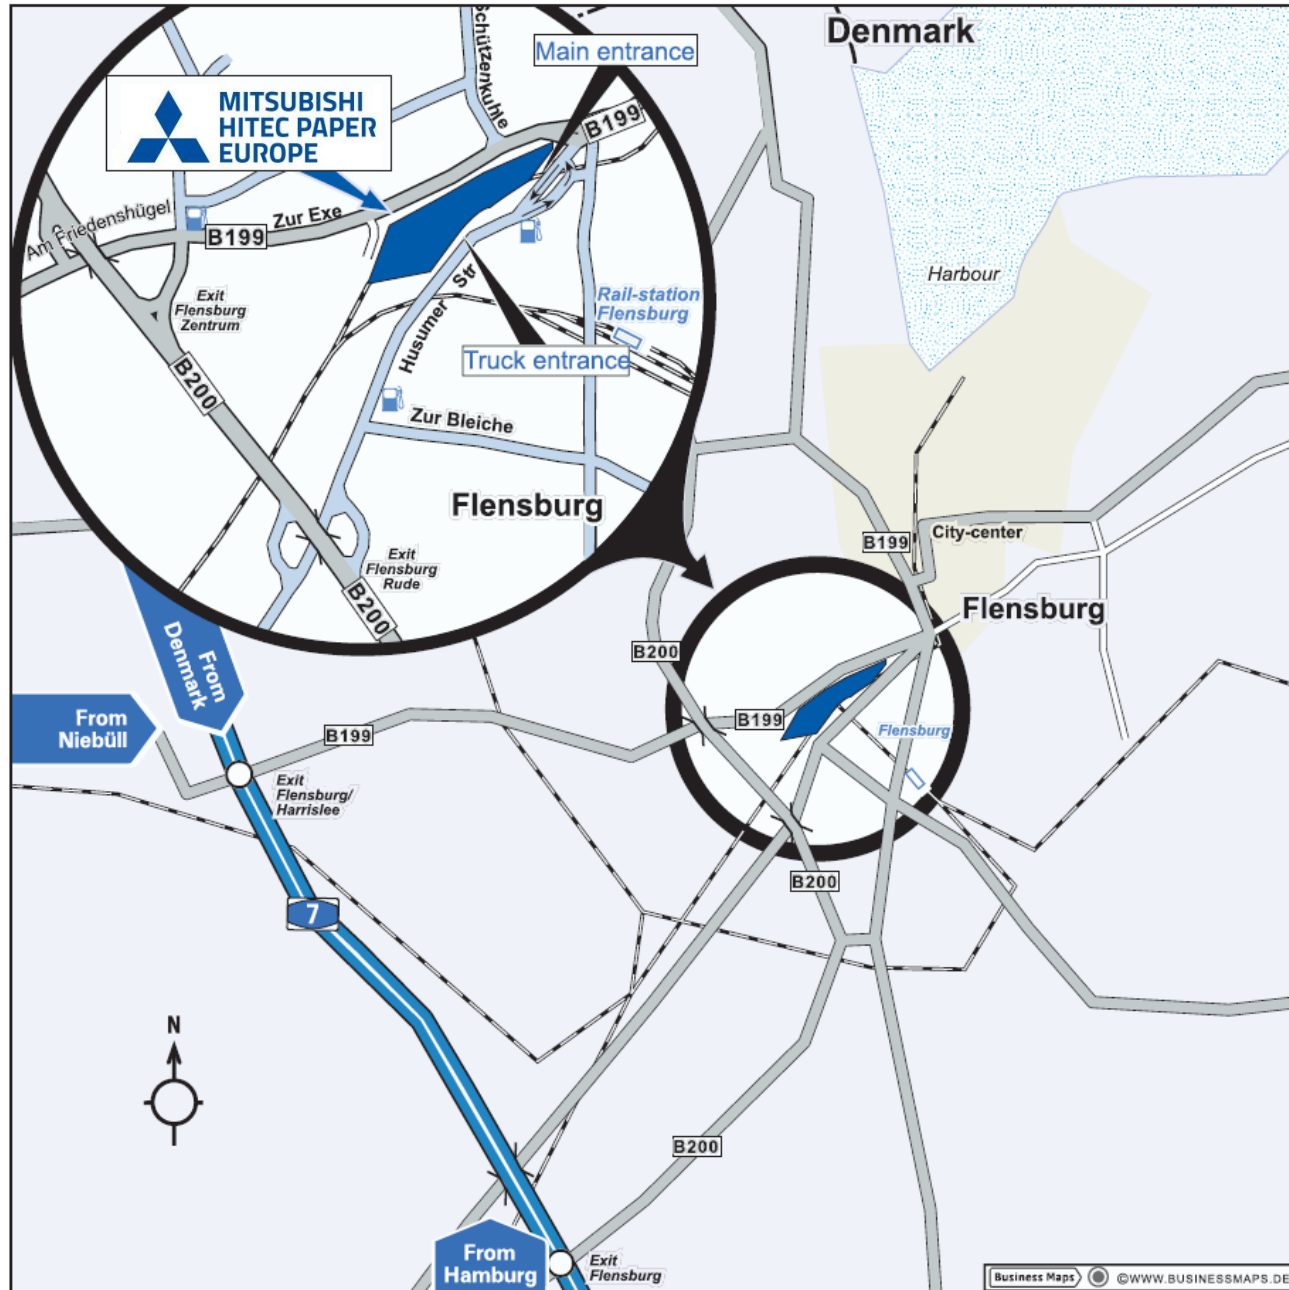 Denmark
Schützenkuhle
Main entrance
MITSUBISHI
HITEC PAPER
EUROPE
B199
Am Friedenshügel
Zur Exe
B199
Harbour
Exit
Flensburg
Zentrum
Husumer Str
Rail-station
Flensburg
Truck entrance
B200
Zur Bleiche
Flensburg
B199
City-center
Exit
Flensburg
Rude
B200
Flensburg
From
Denmark
B200
From
Niebüll
B199
B199
Flensburg
Exit
Flensburg/
Harrislee
B200
7
N
B200
From
Hamburg
Exit
Flensburg
Business Maps
©WWW.BUSINESSMAPS.DE